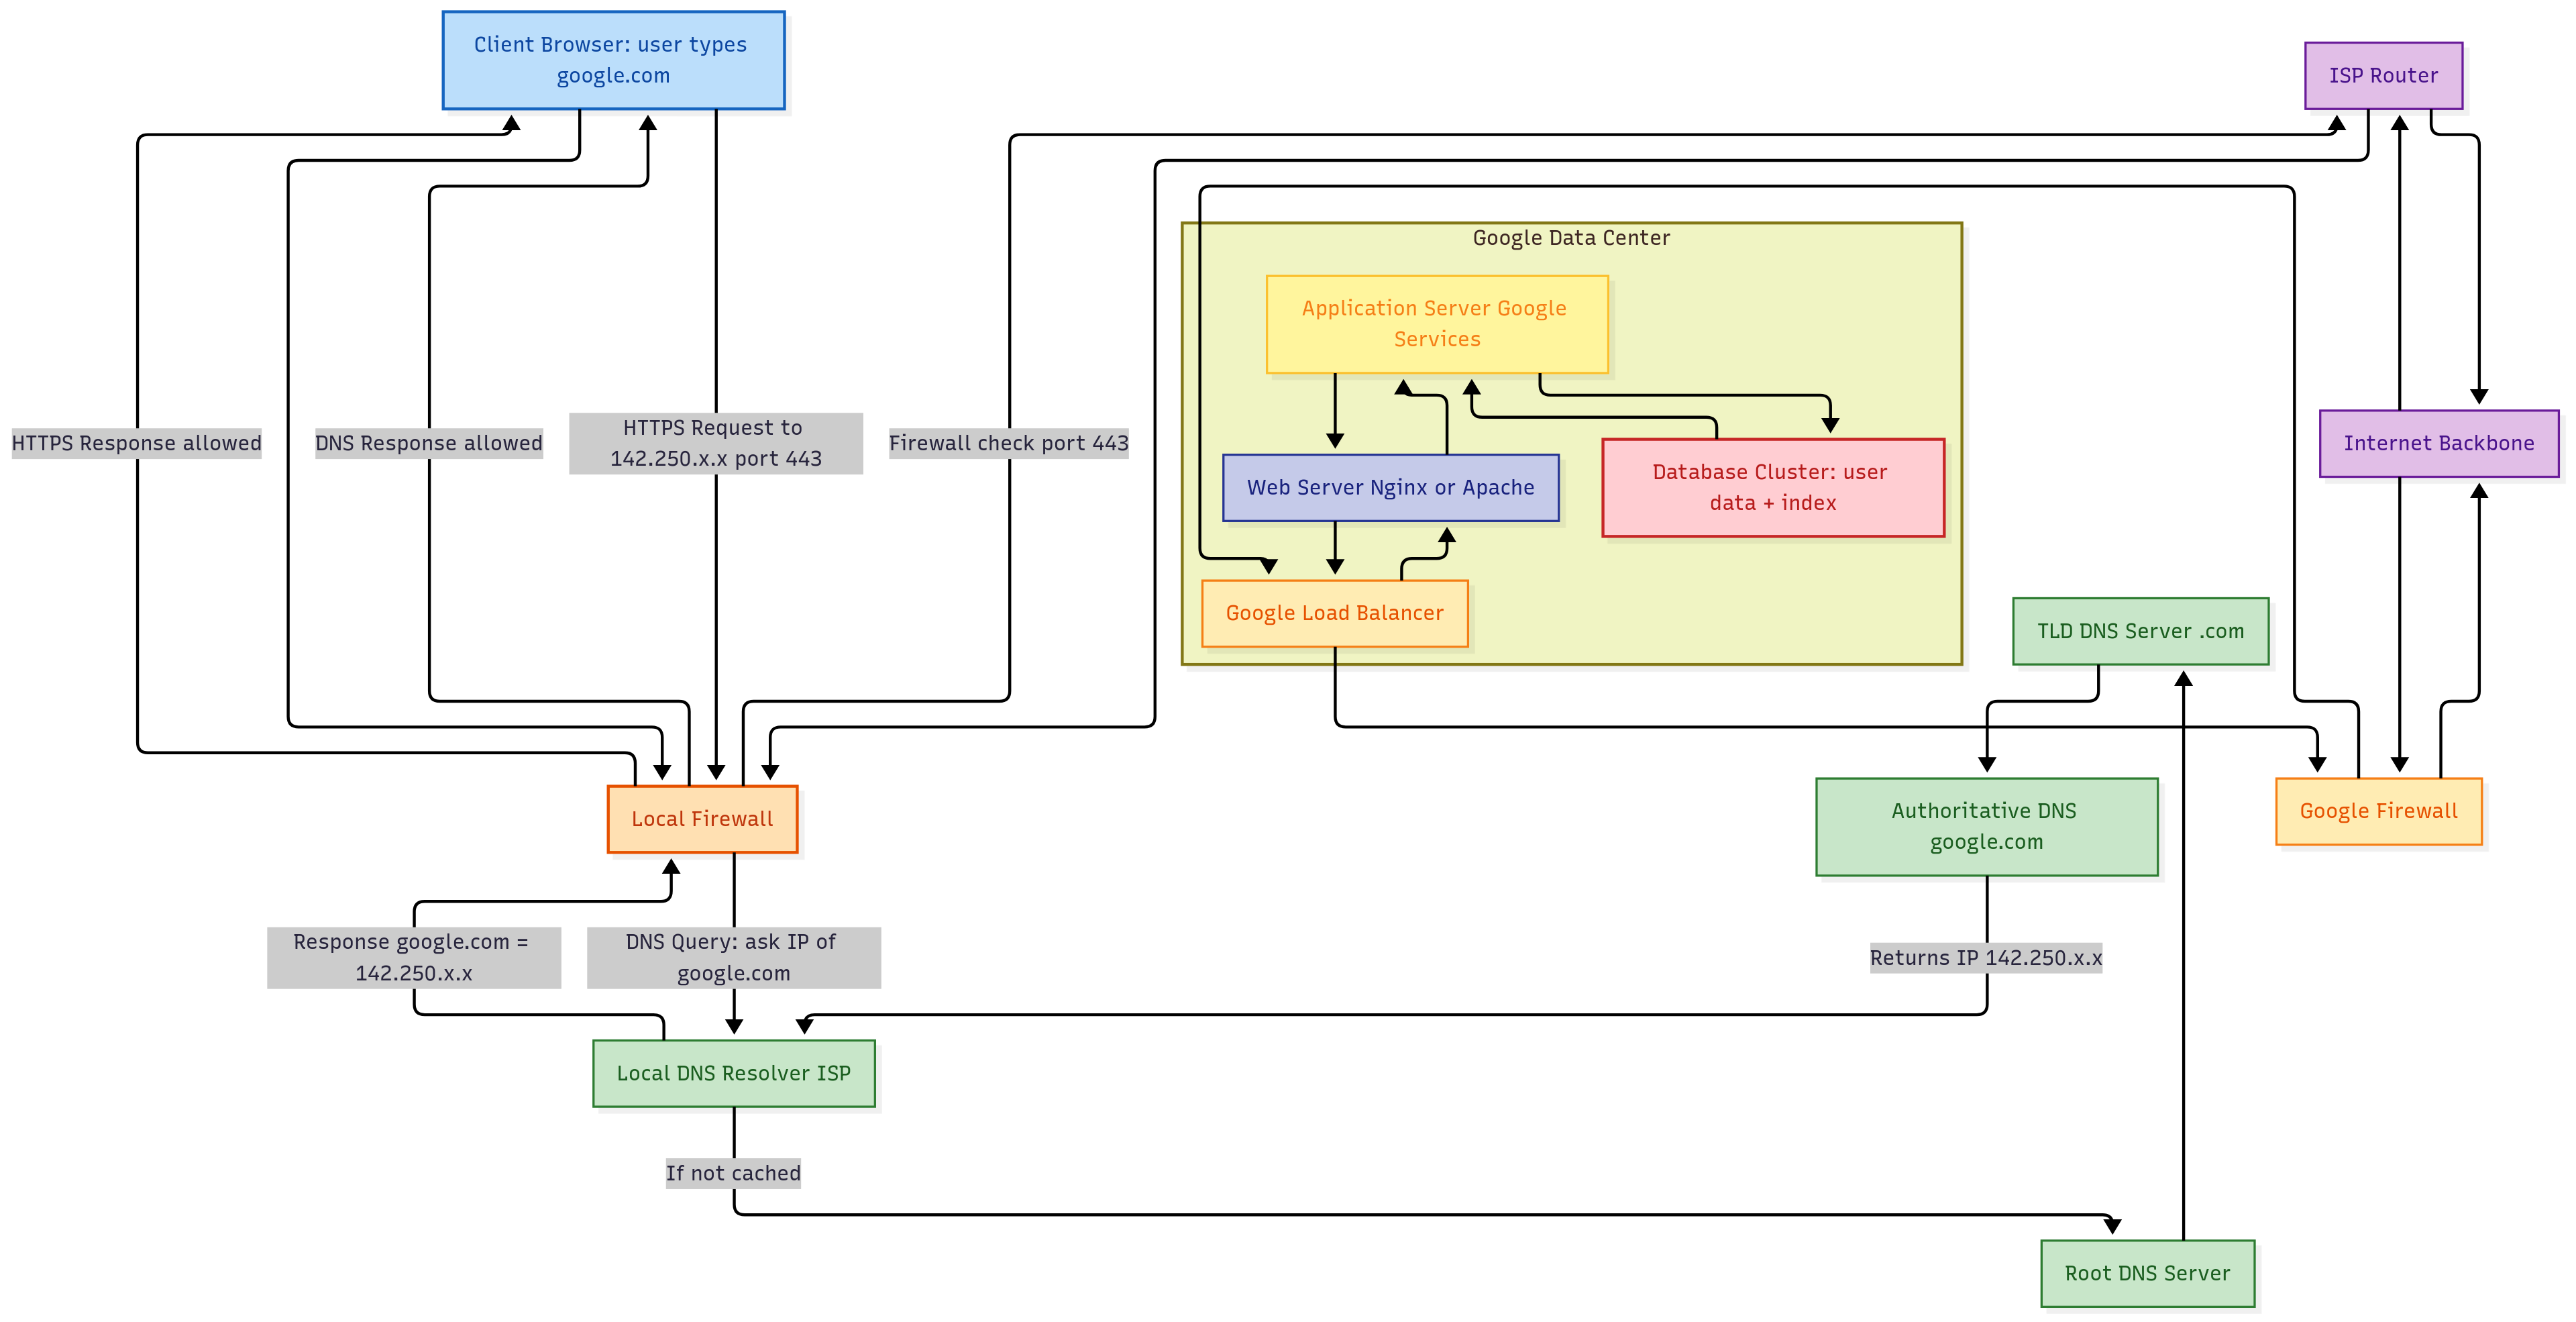 Client Browser: user types
google.com
ISP Router
Google Data Center
Application Server Google
Services
HTTPS Response allowed
DNS Response allowed
HTTPS Request to
142.250.x.x port 443
Firewall check port 443
Internet Backbone
Web Server Nginx or Apache
Database Cluster: user
data + index
Google Load Balancer
TLD DNS Server .com
Local Firewall
Authoritative DNS
google.com
Google Firewall
Response google.com =
142.250.x.x
DNS Query: ask IP of
google.com
Returns IP 142.250.x.x
Local DNS Resolver ISP
If not cached
Root DNS Server